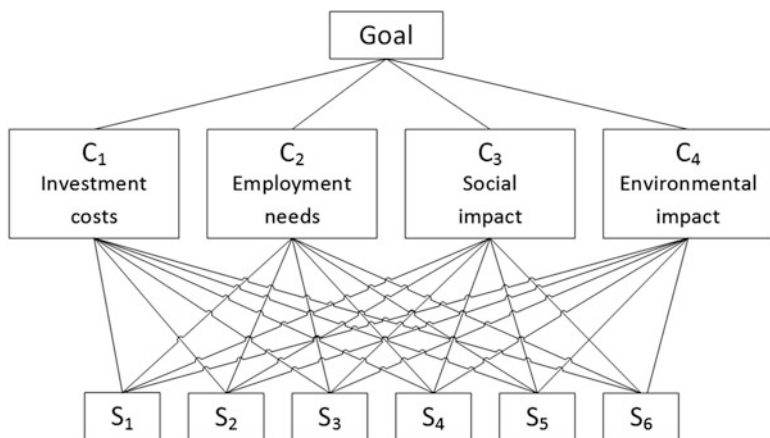 Goal
C₁
Investment
costs
C₂
Employment
needs
C₃
Social
impact
C₄
Environmental
impact
S₁
S₂
S₃
S₄
S₅
S₆